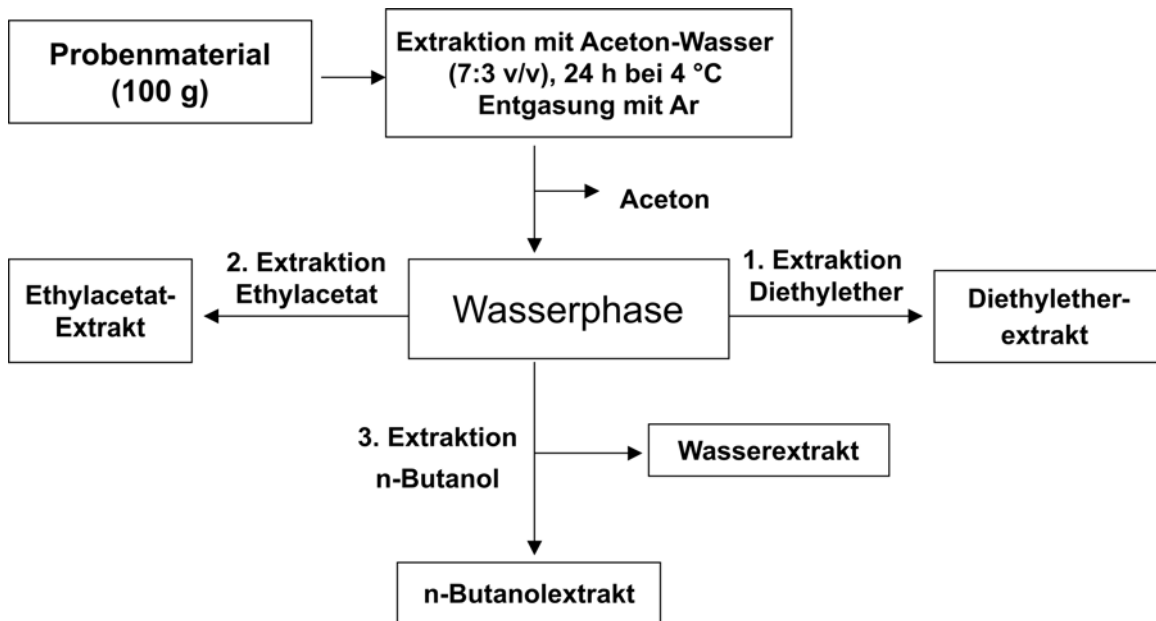 Probenmaterial
(100 g)
Extraktion mit Aceton-Wasser
(7:3 v/v), 24 h bei 4 °C
Entgasung mit Ar
Aceton
2. Extraktion
Ethylacetat
1. Extraktion
Diethylether
Ethylacetat-
Extrakt
Wasserphase
Diethylether-
extrakt
3. Extraktion
n-Butanol
Wasserextrakt
n-Butanolextrakt